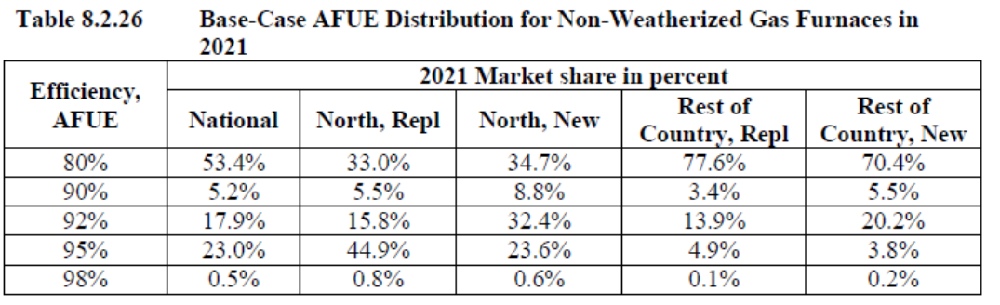 Table 8.2.26 Base-Case AFUE Distribution for Non-Weatherized Gas Furnaces in
2021
Efficiency, AFUE 2021 Market share in percent
National North, Repl North, New Rest of Country, Repl Rest of Country, New
80% 53.4% 33.0% 34.7% 77.6% 70.4%
90% 5.2% 5.5% 8.8% 3.4% 5.5%
92% 17.9% 15.8% 32.4% 13.9% 20.2%
95% 23.0% 44.9% 23.6% 4.9% 3.8%
98% 0.5% 0.8% 0.6% 0.1% 0.2%